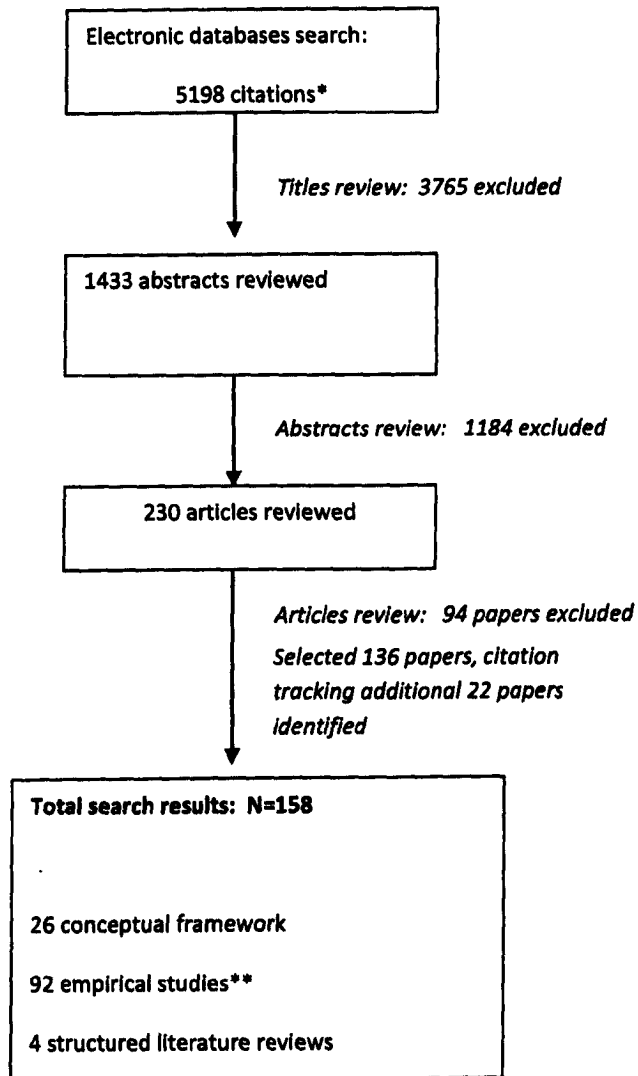 Electronic databases search:
5198 citations*
Titles review: 3765 excluded
1433 abstracts reviewed
Abstracts review: 1184 excluded
230 articles reviewed
Articles review: 94 papers excluded
Selected 136 papers, citation
tracking additional 22 papers
identified
Total search results: N=158
26 conceptual framework
92 empirical studies**
4 structured literature reviews